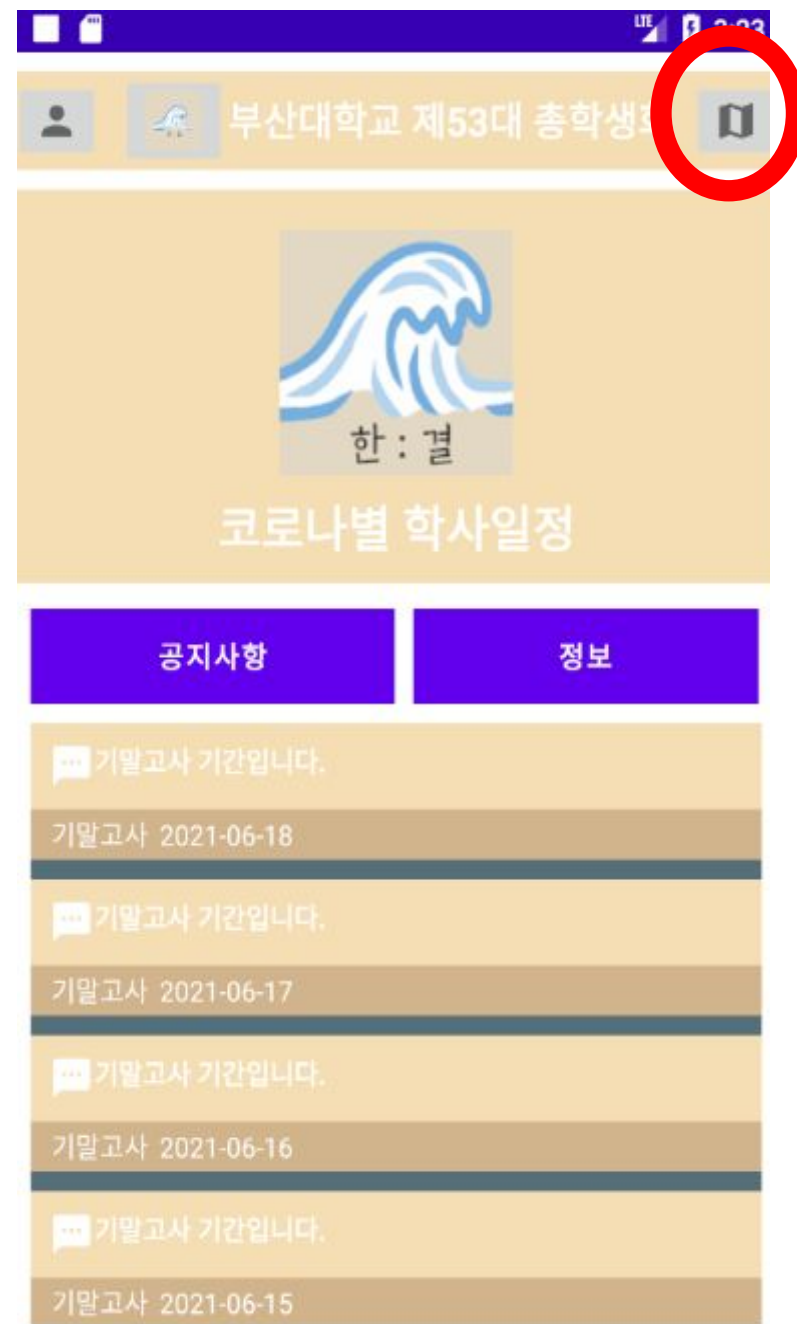 LTE
부산대학교 제53대 총학생
한 : 결
코로나별 학사일정
공지사항 정보
기말고사 기간입니다.
기말고사 2021-06-18
기말고사 기간입니다.
기말고사 2021-06-17
기말고사 기간입니다.
기말고사 2021-06-16
기말고사 기간입니다.
기말고사 2021-06-15